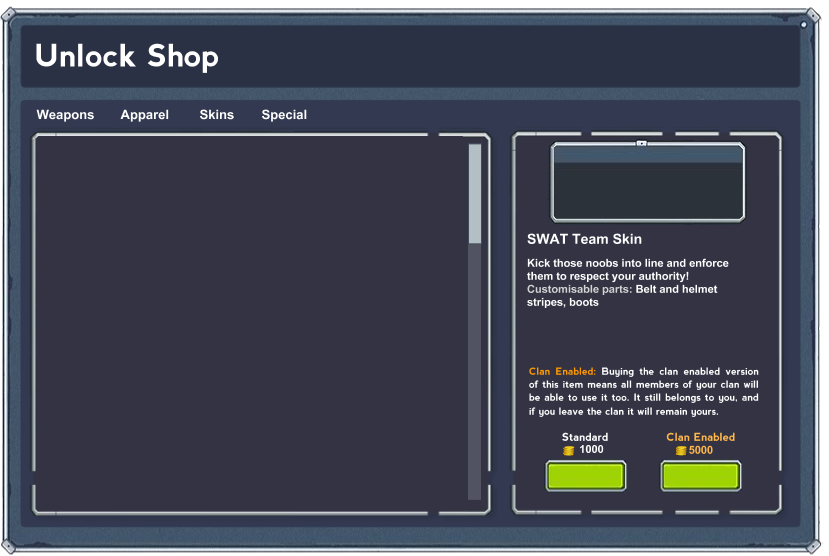 Unlock Shop
Weapons Apparel Skins Special
SWAT Team Skin
Kick those noobs into line and enforce
them to respect your authority!
Customisable parts: Belt and helmet
stripes, boots
Clan Enabled: Buying the clan enabled version
of this item means all members of your clan will
be able to use it too. It still belongs to you, and
if you leave the clan it will remain yours.
Standard Clan Enabled
1000 5000